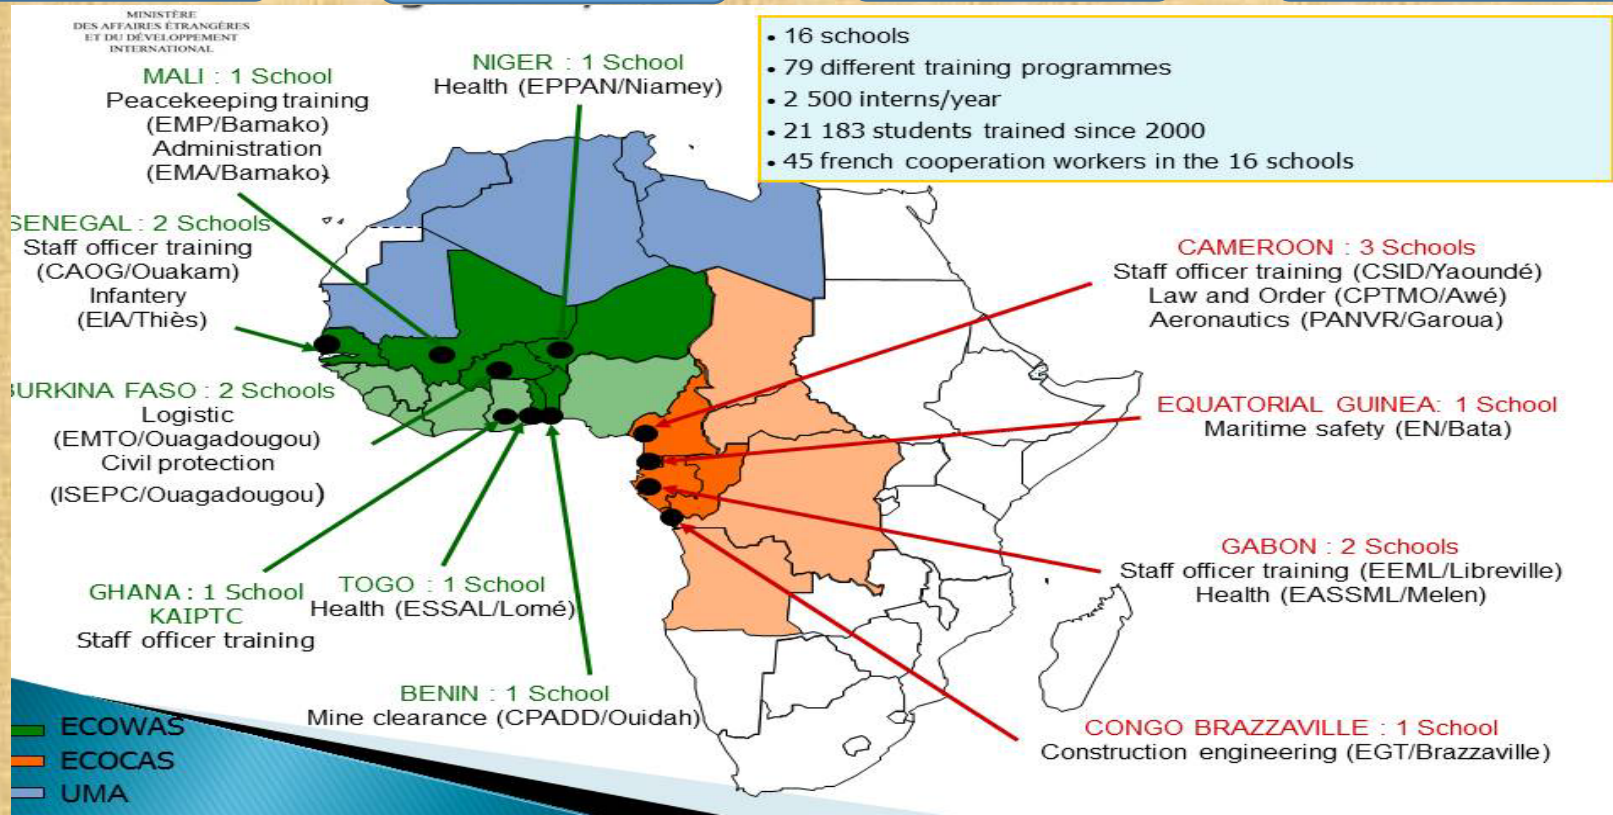 MINISTÈRE
DES AFFAIRES ÉTRANGÈRES
ET DU DÉVELOPPEMENT
INTERNATIONAL
MALI : 1 School
Peacekeeping training
(EMP/Bamako)
Administration
(EMA/Bamako)
NIGER : 1 School
Health (EPPAN/Niamey)
• 16 schools
• 79 different training programmes
• 2 500 interns/year
• 21 183 students trained since 2000
• 45 french cooperation workers in the 16 schools
SENEGAL : 2 Schools
Staff officer training
(CAOG/Ouakam)
Infantery
(EIA/Thiès)
BURKINA FASO : 2 Schools
Logistic
(EMTO/Ouagadougou)
Civil protection
(ISEPC/Ouagadougou)
GHANA : 1 School
KAIPTC
Staff officer training
TOGO : 1 School
Health (ESSAL/Lomé)
BENIN : 1 School
Mine clearance (CPADD/Ouidah)
CAMEROON : 3 Schools
Staff officer training (CSID/Yaoundé)
Law and Order (CPTMO/Awé)
Aeronautics (PANVR/Garoua)
EQUATORIAL GUINEA: 1 School
Maritime safety (EN/Bata)
GABON : 2 Schools
Staff officer training (EEML/Libreville)
Health (EASSML/Melen)
CONGO BRAZZAVILLE : 1 School
Construction engineering (EGT/Brazzaville)
ECOWAS
ECOCAS
UMA